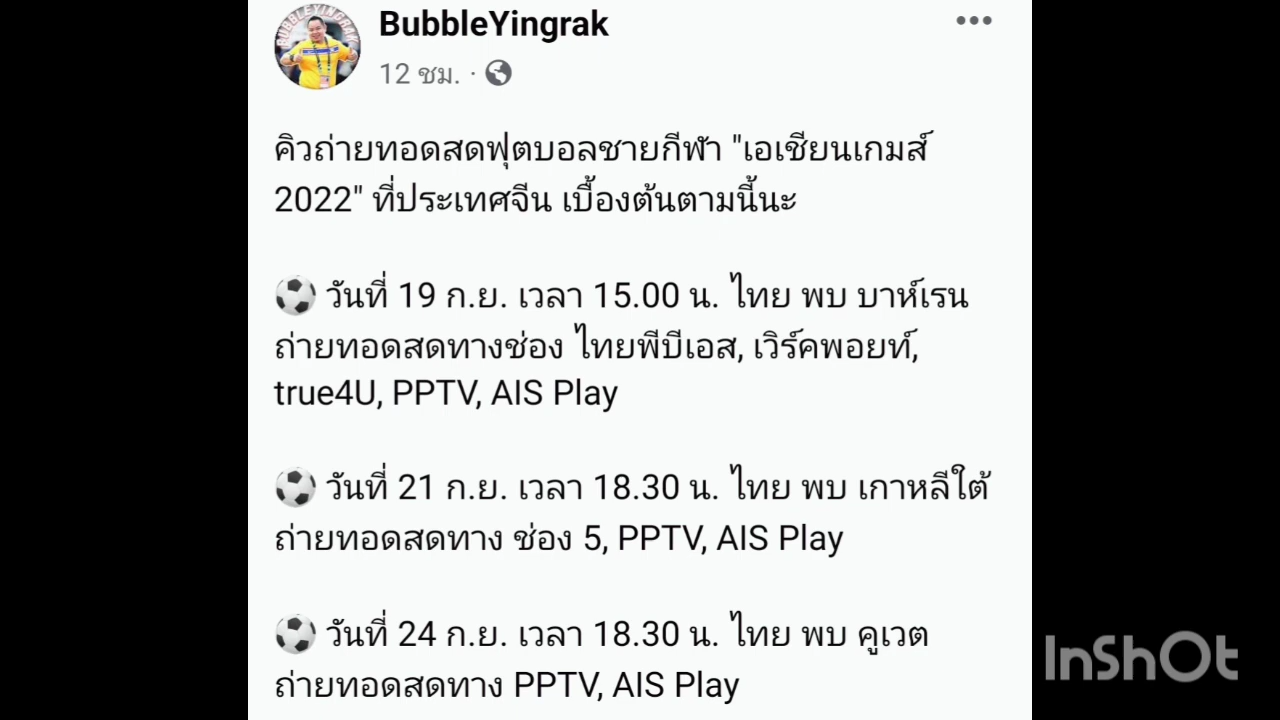 BUBBLEYINGRAK
BubbleYingrak
12 ชม. ·
คิวถ่ายทอดสดฟุตบอลชายกีฬา "เอเชียนเกมส์
2022" ที่ประเทศจีน เบื้องต้นตามนี้นะ
วันที่ 19 ก.ย. เวลา 15.00 น. ไทย พบ บาห์เรน
ถ่ายทอดสดทางช่อง ไทยพีบีเอส, เวิร์คพอยท์,
true4U, PPTV, AIS Play
วันที่ 21 ก.ย. เวลา 18.30 น. ไทย พบ เกาหลีใต้
ถ่ายทอดสดทาง ช่อง 5, PPTV, AIS Play
วันที่ 24 ก.ย. เวลา 18.30 น. ไทย พบ คูเวต
ถ่ายทอดสดทาง PPTV, AIS Play
InShOt